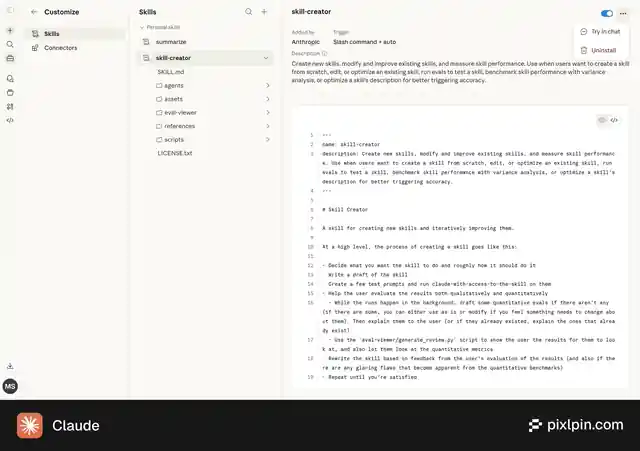 Customize
Skills
Connectors
MS
Skills
Personal skills
summarize
skill-creator
SKILL.md
agents
assets
eval-viewer
references
scripts
LICENSE.txt
skill-creator
Added by
Trigger
Anthropic
Slash command + auto
Try in chat
Uninstall
Description
Create new skills, modify and improve existing skills, and measure skill performance. Use when users want to create a skill
from scratch, edit, or optimize an existing skill, run evals to test a skill, benchmark skill performance with variance
analysis, or optimize a skill's description for better triggering accuracy.
1 ---
2 name: skill-creator
3 description: Create new skills, modify and improve existing skills, and measure skill performanc
e. Use when users want to create a skill from scratch, edit, or optimize an existing skill, run
evals to test a skill, benchmark skill performance with variance analysis, or optimize a skill's
description for better triggering accuracy.
4 ---
5
6 # Skill Creator
7
8 A skill for creating new skills and iteratively improving them.
9
10 At a high level, the process of creating a skill goes like this:
11
12 - Decide what you want the skill to do and roughly how it should do it
13 - Write a draft of the skill
14 - Create a few test prompts and run claude-with-access-to-the-skill on them
15 - Help the user evaluate the results both qualitatively and quantitatively
16 - While the runs happen in the background, draft some quantitative evals if there aren't any
(if there are some, you can either use as is or modify if you feel something needs to change abo
ut them). Then explain them to the user (or if they already existed, explain the ones that alrea
dy exist)
17 - Use the `eval-viewer/generate_review.py` script to show the user the results for them to loo
k at, and also let them look at the quantitative metrics
18 - Rewrite the skill based on feedback from the user's evaluation of the results (and also if the
re are any glaring flaws that become apparent from the quantitative benchmarks)
19 - Repeat until you're satisfied
Claude
pixlpin.com